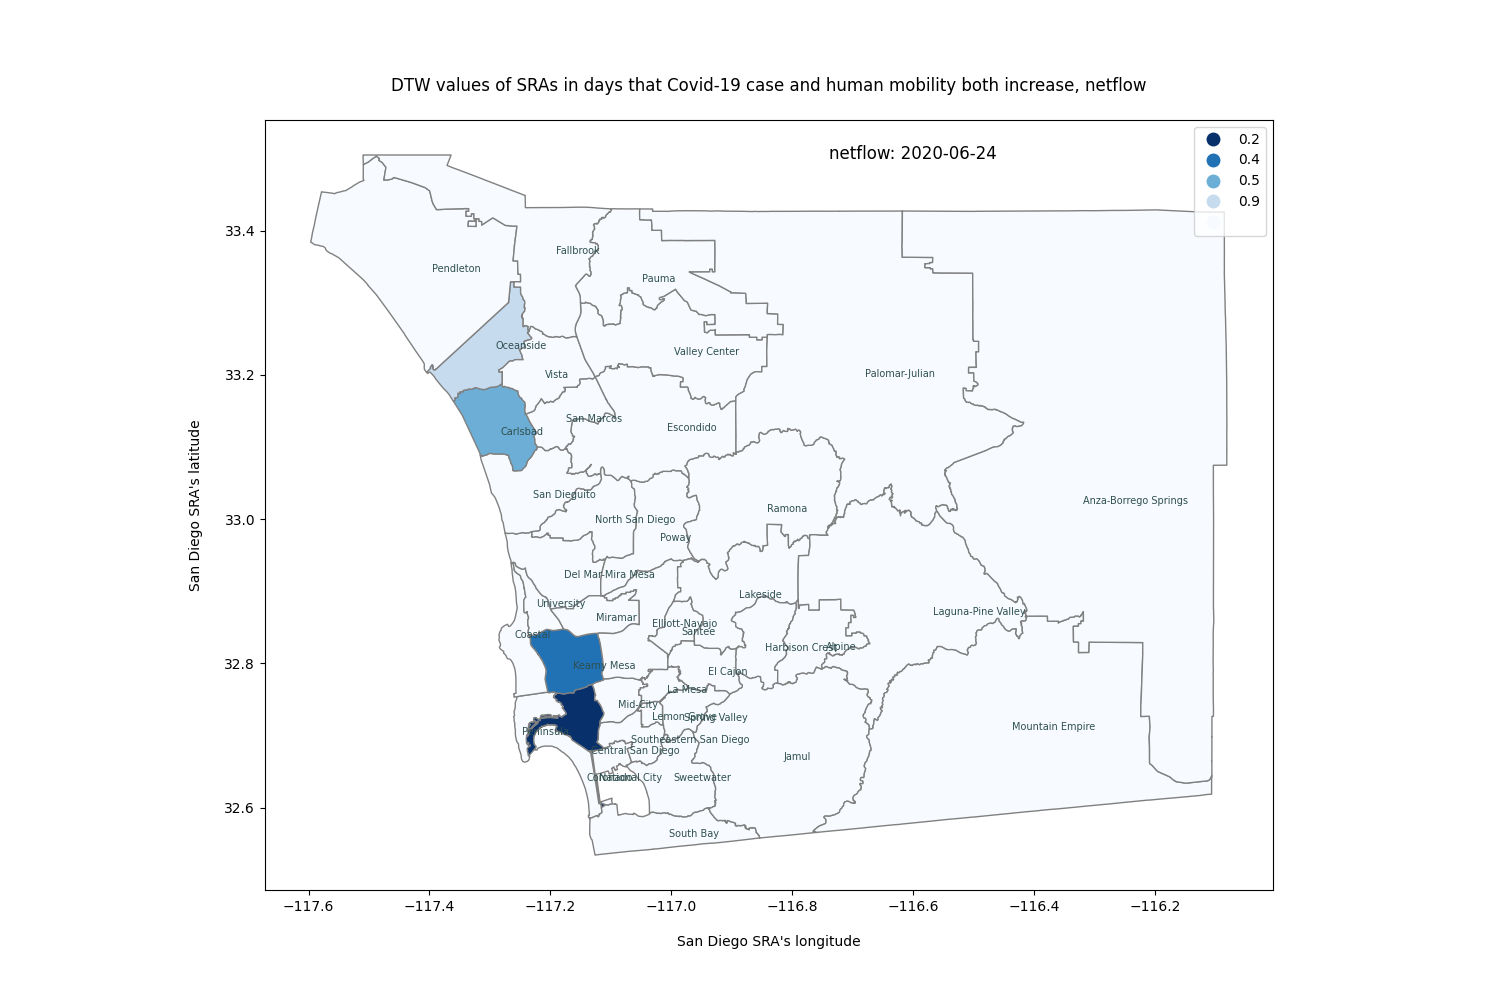 DTW values of SRAs in days that Covid-19 case and human mobility both increase, netflow
netflow: 2020-06-24
0.2
0.4
0.5
0.9
33.4
33.2
33.0
32.8
32.6
San Diego SRA's latitude
Fallbrook
Pendleton
Pauma
Oceanside
Valley Center
Vista
Palomar-Julian
San Marcos
Escondido
Carlsbad
San Dieguito
Anza-Borrego Springs
Ramona
North San Diego
Poway
Del Mar-Mira Mesa
Lakeside
University
Laguna-Pine Valley
Miramar
Elliott-Navajo
Santee
Coastal
Harbison Crest
Alpine
Kearny Mesa
El Cajon
La Mesa
Mid-City
Lemon Grove
Spring Valley
Mountain Empire
Peninsula
Southeastern San Diego
Central San Diego
Jamul
Coronado
National City
Sweetwater
South Bay
−117.6
−117.4
−117.2
−117.0
−116.8
−116.6
−116.4
−116.2
San Diego SRA's longitude